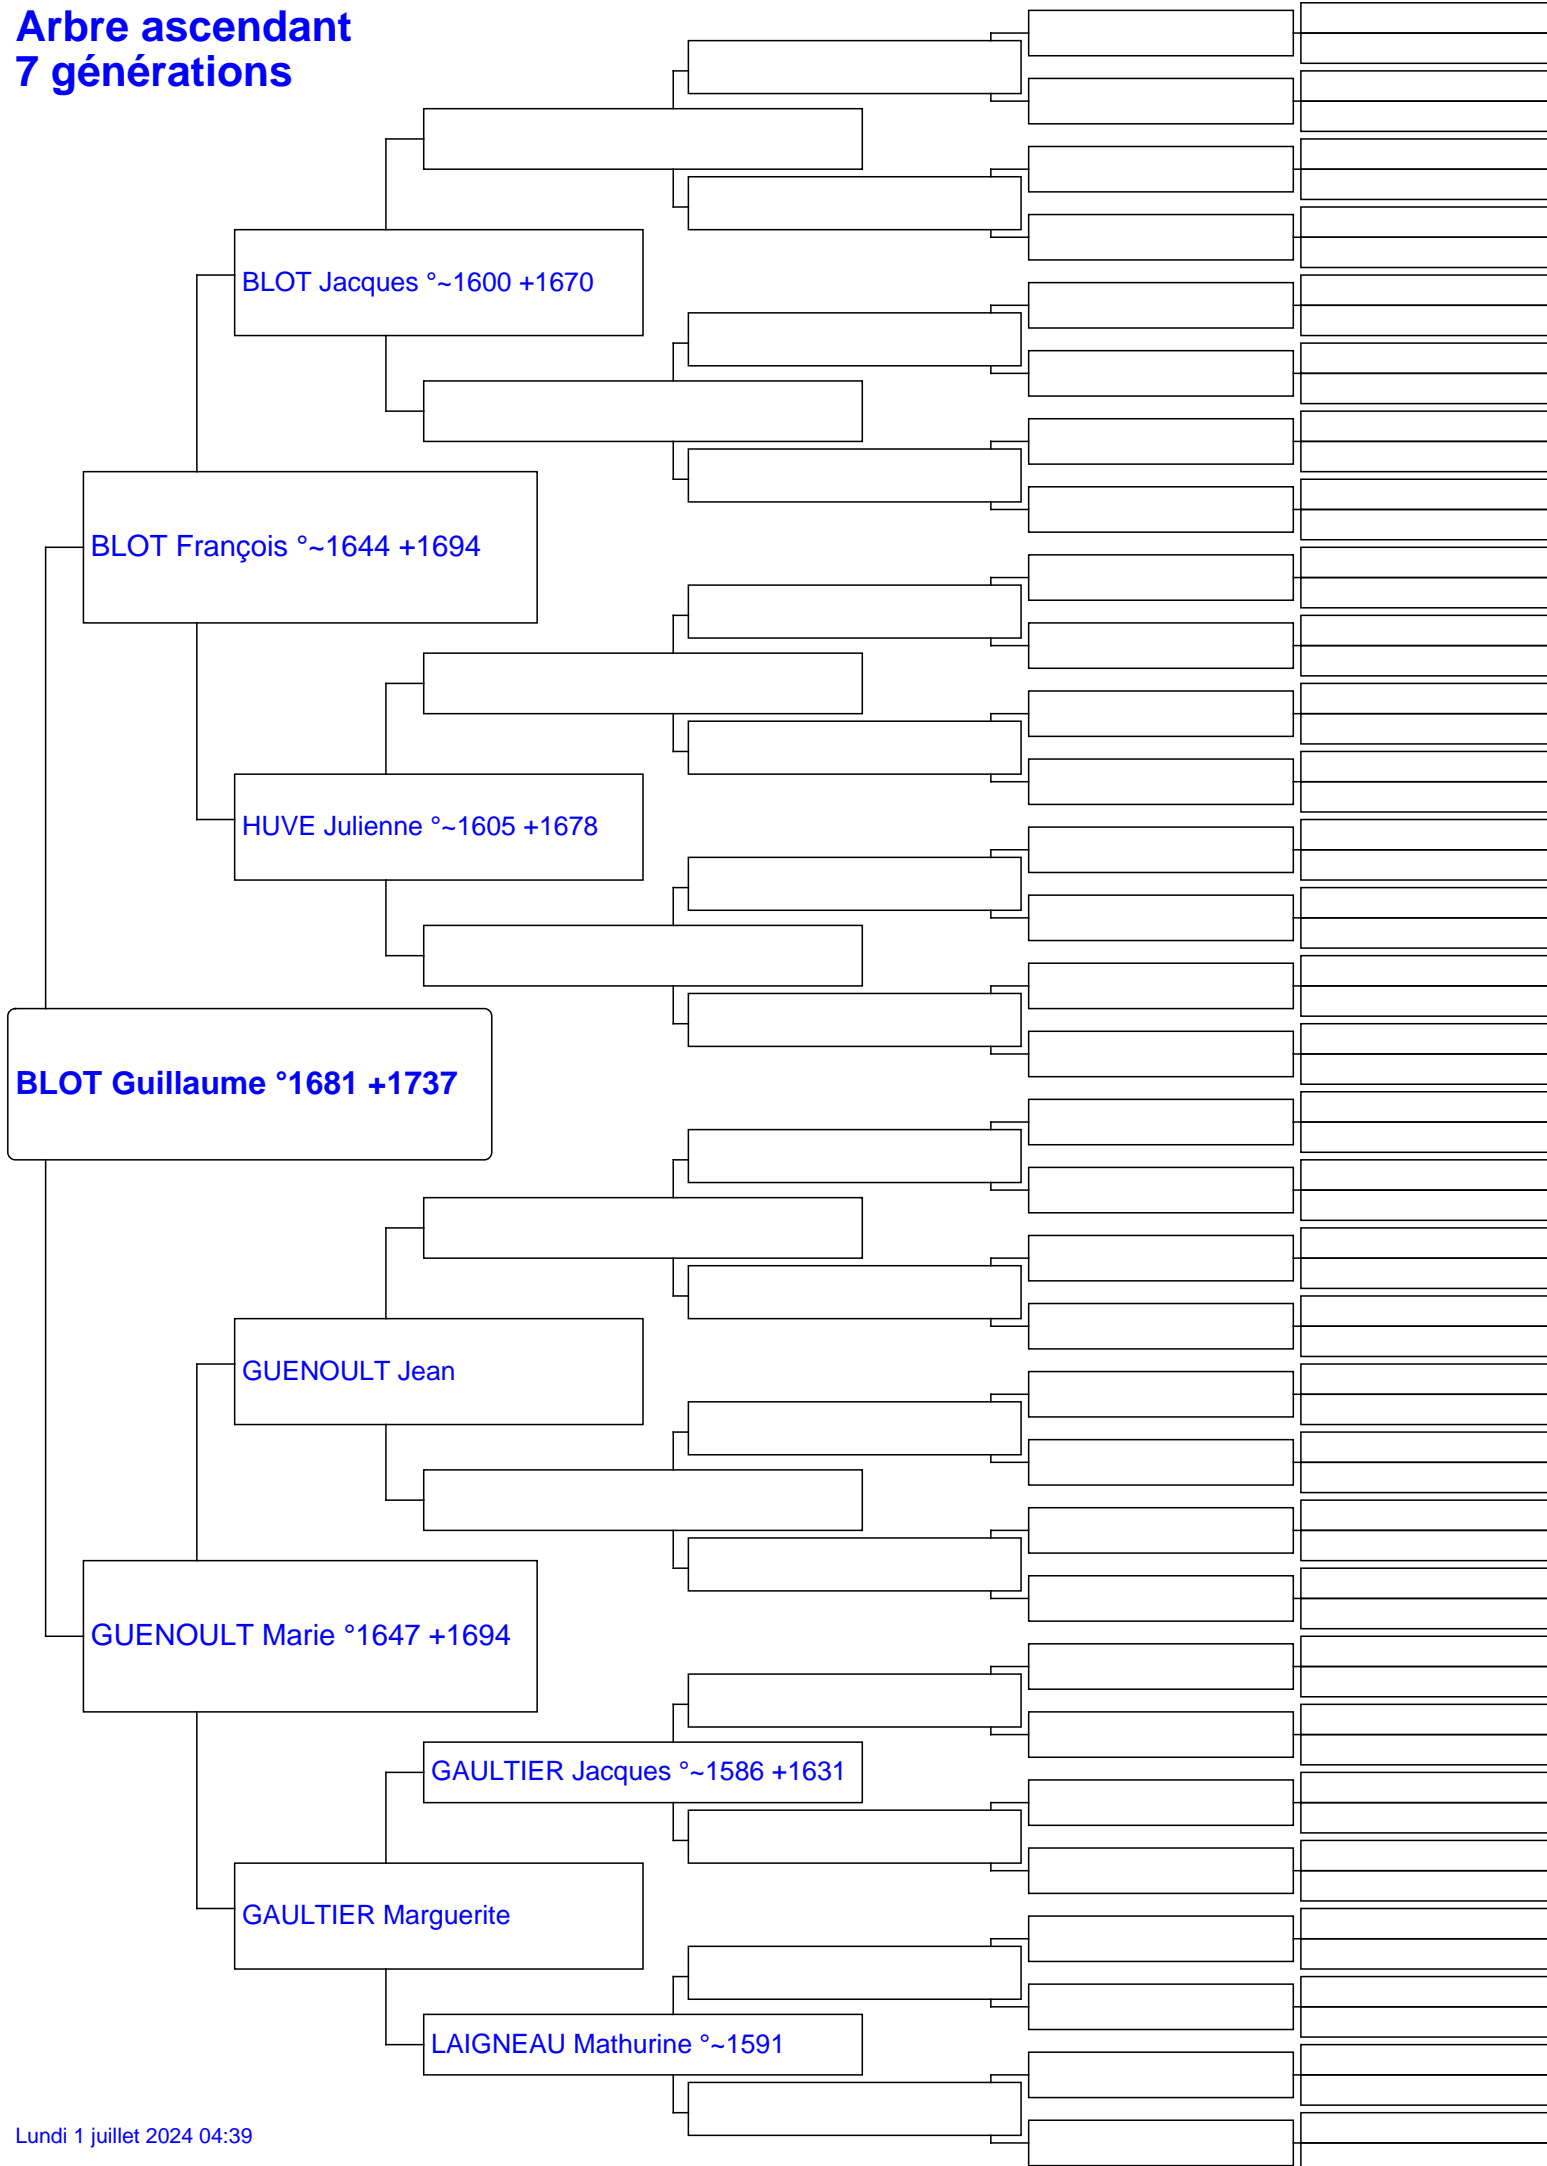 Arbre ascendant
7 générations
BLOT Jacques °~1600 +1670
BLOT François °~1644 +1694
HUVE Julienne °~1605 +1678
BLOT Guillaume °1681 +1737
GUENOULT Jean
GUENOULT Marie °1647 +1694
GAULTIER Jacques °~1586 +1631
GAULTIER Marguerite
LAIGNEAU Mathurine °~1591
Lundi 1 juillet 2024 04:39